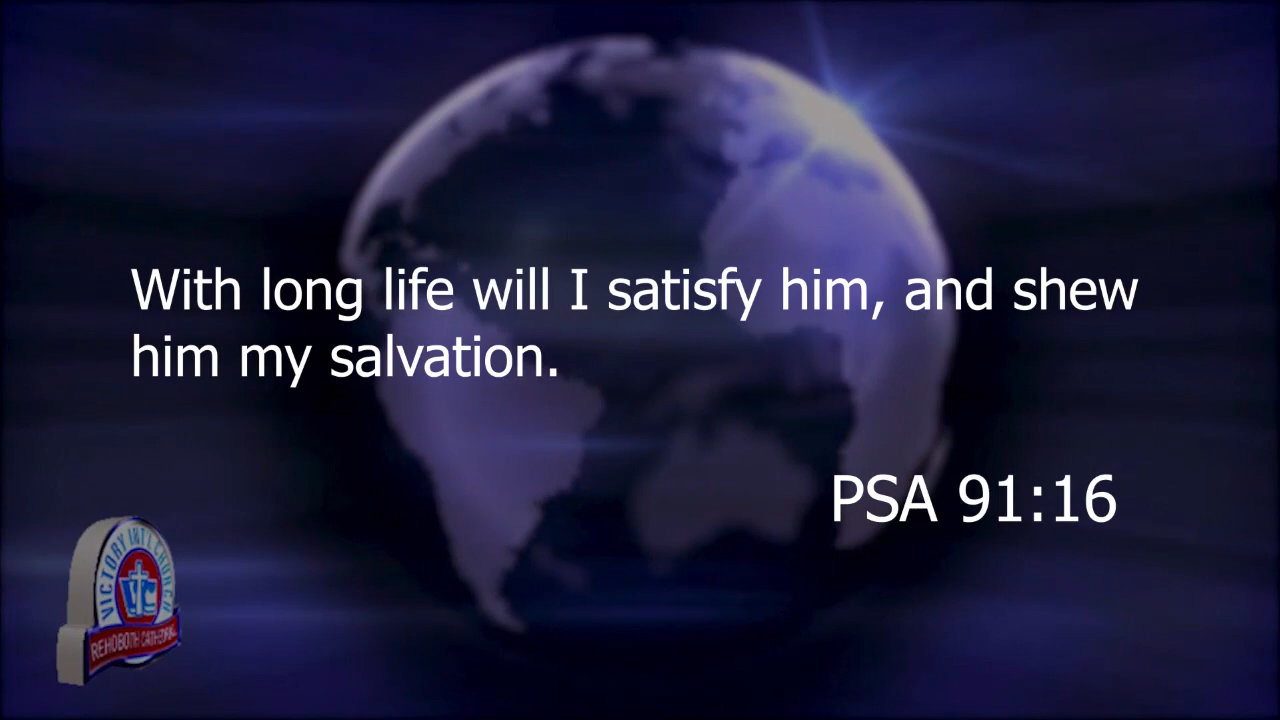 With long life will I satisfy him, and shew
him my salvation.
PSA 91:16
VICTORY INT'L CHURCH
VC
REHOBOTH CATHEDRAL